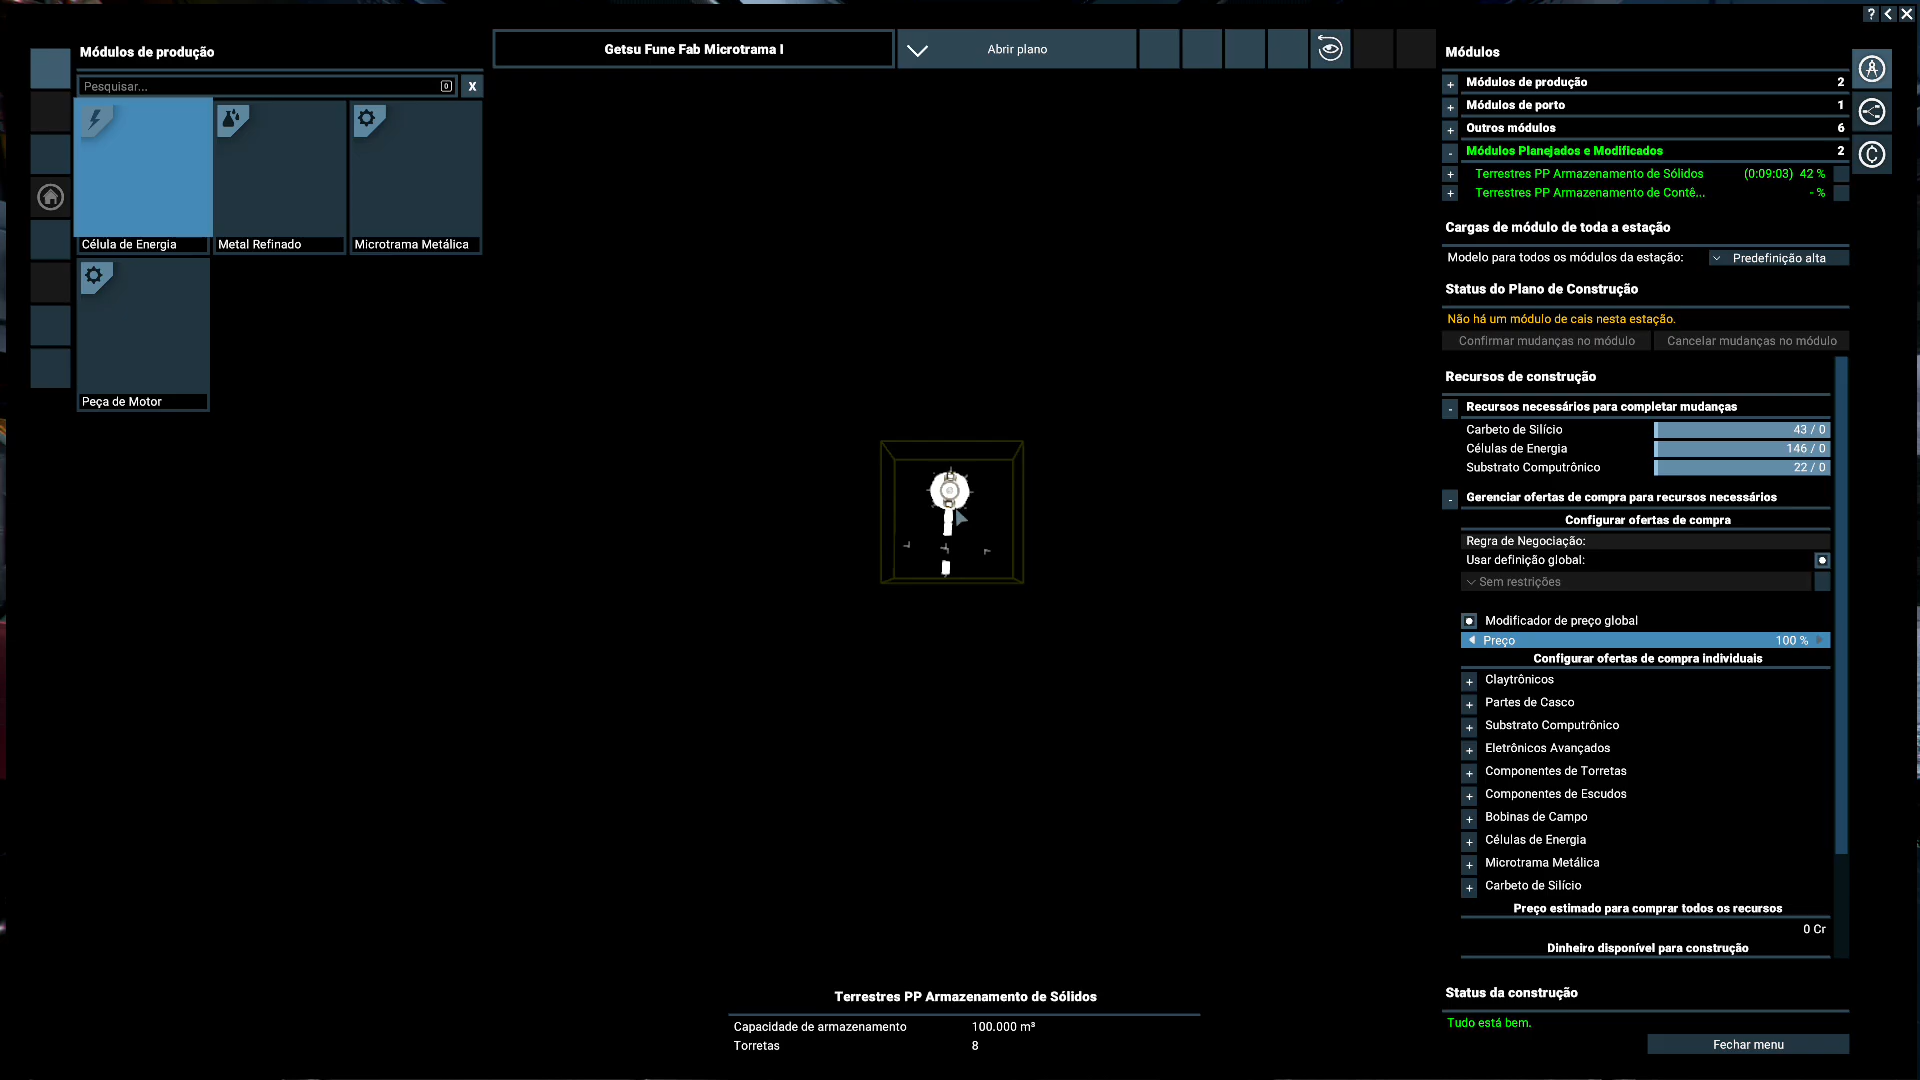 Módulos de produção
Pesquisar...
0
X
Célula de Energia
Metal Refinado
Microtrama Metálica
Peça de Motor
Getsu Fune Fab Microtrama I
Abrir plano
?
Módulos
+ Módulos de produção 2
+ Módulos de porto 1
+ Outros módulos 6
- Módulos Planejados e Modificados 2
+ Terrestres PP Armazenamento de Sólidos (0:09:03) 42 %
+ Terrestres PP Armazenamento de Contê... - %
Cargas de módulo de toda a estação
Modelo para todos os módulos da estação: Predefinição alta
Status do Plano de Construção
Não há um módulo de cais nesta estação.
Confirmar mudanças no módulo
Cancelar mudanças no módulo
Recursos de construção
- Recursos necessários para completar mudanças
Carbeto de Silício 43 / 0
Células de Energia 146 / 0
Substrato Computrônico 22 / 0
- Gerenciar ofertas de compra para recursos necessários
Configurar ofertas de compra
Regra de Negociação:
Usar definição global:
Sem restrições
Modificador de preço global
Preço 100 %
Configurar ofertas de compra individuais
+ Claytrônicos
+ Partes de Casco
+ Substrato Computrônico
+ Eletrônicos Avançados
+ Componentes de Torretas
+ Componentes de Escudos
+ Bobinas de Campo
+ Células de Energia
+ Microtrama Metálica
+ Carbeto de Silício
Preço estimado para comprar todos os recursos
0 Cr
Dinheiro disponível para construção
Status da construção
Tudo está bem.
Fechar menu
Terrestres PP Armazenamento de Sólidos
Capacidade de armazenamento 100.000 m³
Torretas 8